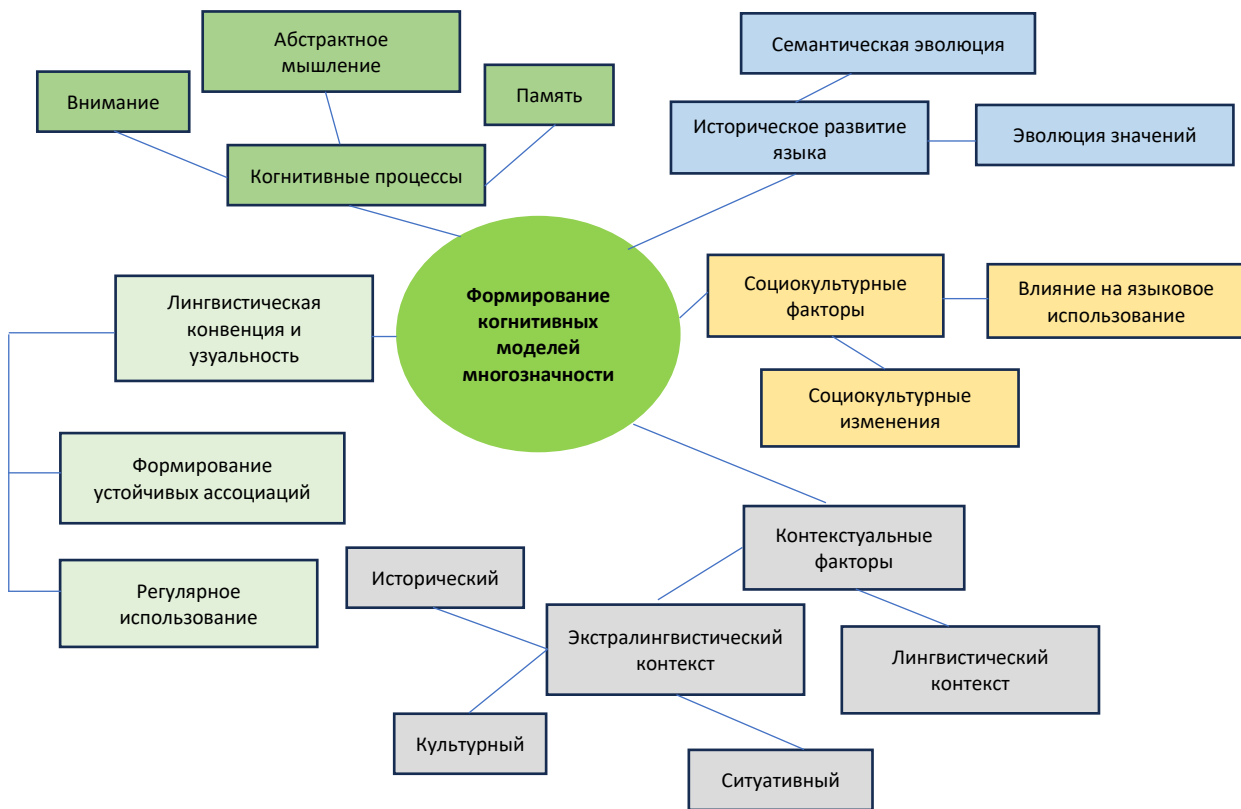 Абстрактное
мышление
Семантическая эволюция
Внимание
Память
Историческое развитие
языка
Эволюция значений
Когнитивные процессы
Формирование
когнитивных
моделей
многозначности
Социокультурные
факторы
Влияние на языковое
использование
Лингвистическая
конвенция и
узуальность
Социокультурные
изменения
Формирование
устойчивых ассоциаций
Контекстуальные
факторы
Исторический
Регулярное
использование
Экстралингвистический
контекст
Лингвистический
контекст
Культурный
Ситуативный